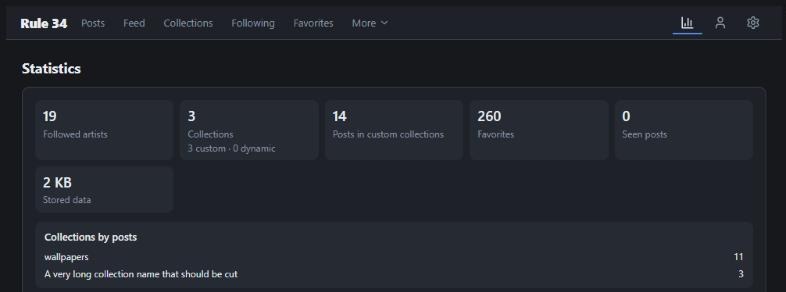 Rule 34 Posts Feed Collections Following Favorites More
Statistics
19
Followed artists
3
Collections
3 custom · 0 dynamic
14
Posts in custom collections
260
Favorites
0
Seen posts
2 KB
Stored data
Collections by posts
wallpapers 11
A very long collection name that should be cut 3